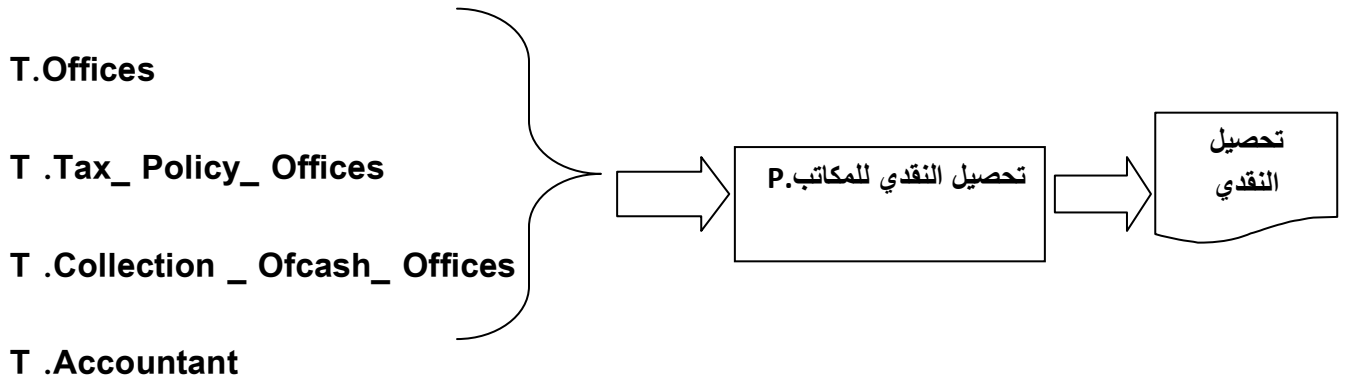 T.Offices
T .Tax_ Policy_ Offices
T .Collection _ Ofcash_ Offices
T .Accountant
P.تحصيل النقدي للمكاتب
تحصيل
النقدي